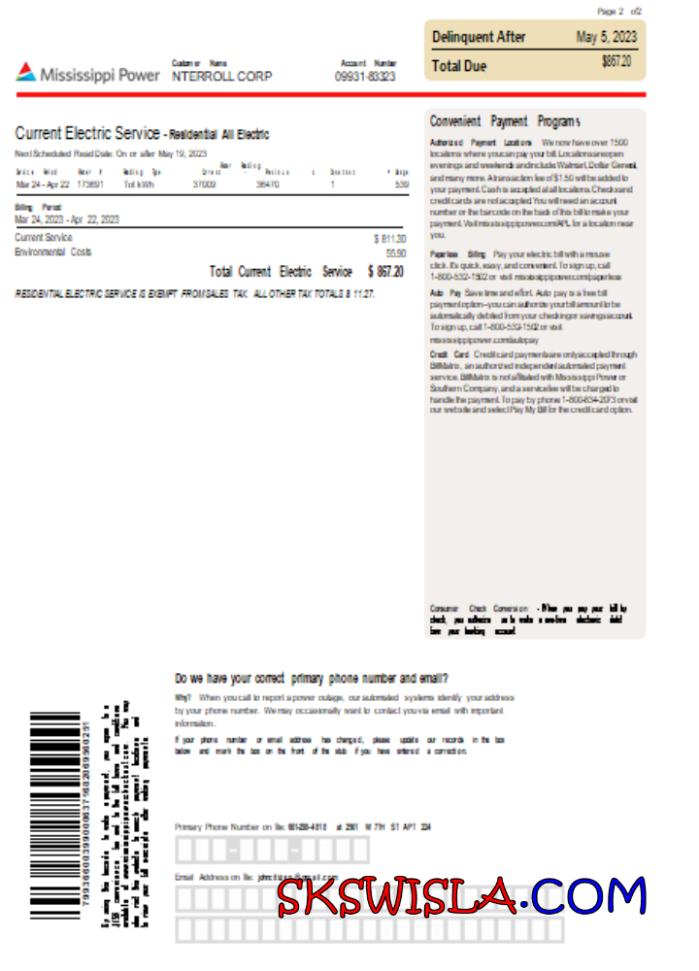 Page 2 of2
Delinquent After May 5, 2023
Total Due $867.20
Mississippi Power
Customer Name
NTERROLL CORP
Account Number
09931-83323
Current Electric Service - Residential All Electric
Next Scheduled Read Date: On or after May 19, 2023
Mar 24 - Apr 22 173691 Tot kWh 37009 36470 1 539
Billing Period
Mar 24, 2023 - Apr 22, 2023
Current Service $ 811.30
Environmental Costs 55.90
Total Current Electric Service $ 867.20
RESIDENTIAL ELECTRIC SERVICE IS EXEMPT FROM SALES TAX. ALL OTHER TAX TOTALS $ 11.27.
Convenient Payment Programs
Authorized Payment Locations We now have over 1500
locations where you can pay your bill. Locations are open
evenings and weekends and include Walmart, Dollar General,
and many more. A transaction fee of $1.50 will be added to
your payment. Cash is accepted at all locations. Checks and
credit cards are not accepted. You will need an account
number or the barcode on the back of this bill to make your
payment. Visit mississippipower.com/APL for a location near
you.
Paperless Billing Pay your electric bill with a mouse
click. It's quick, easy, and convenient. To sign up, call
1-800-532-1502 or visit mississippipower.com/paperless
Auto Pay Save time and effort. Auto pay is a free bill
payment option--you can authorize your bill amount to be
automatically debited from your checking or savings account.
To sign up, call 1-800-532-1502 or visit
mississippipower.com/autopay
Credit Card Credit card payments are only accepted through
BillMatrix, an authorized independent automated payment
service. BillMatrix is not affiliated with Mississippi Power or
Southern Company, and a service fee will be charged to
handle the payment. To pay by phone 1-800-834-2073 or visit
our website and select Pay My Bill for the credit card option.
Consumer Check Conversion - When you pay your bill by
check, you authorize us to make a one-time electronic debit
from your banking account
Do we have your correct primary phone number and email?
Why? When you call to report a power outage, our automated systems identify your address
by your phone number. We may occasionally want to contact you via email with important
information.
If your phone number or email address has changed, please update our records in the box
below and mark the box on the front of the stub if you have entered a correction.
Primary Phone Number on file: at 2901 W 7TH ST APT 224
Email Address on file:
SKSWISLA.COM